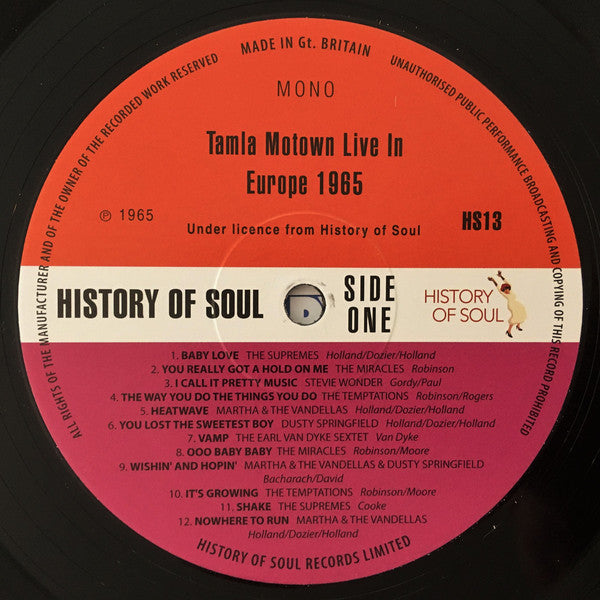 MADE IN Gt. BRITAIN
ALL RIGHTS OF THE MANUFACTURER AND OF THE OWNER OF THE RECORDED WORK RESERVED
UNAUTHORISED PUBLIC PERFORMANCE BROADCASTING AND COPYING OF THIS RECORD PROHIBITED
MONO
Tamla Motown Live In
Europe 1965
℗ 1965
HS13
Under licence from History of Soul
HISTORY OF SOUL
SIDE
ONE
HISTORY
OF SOUL
1. BABY LOVE THE SUPREMES Holland/Dozier/Holland
2. YOU REALLY GOT A HOLD ON ME THE MIRACLES Robinson
3. I CALL IT PRETTY MUSIC STEVIE WONDER Gordy/Paul
4. THE WAY YOU DO THE THINGS YOU DO THE TEMPTATIONS Robinson/Rogers
5. HEATWAVE MARTHA & THE VANDELLAS Holland/Dozier/Holland
6. YOU LOST THE SWEETEST BOY DUSTY SPRINGFIELD Holland/Dozier/Holland
7. VAMP THE EARL VAN DYKE SEXTET Van Dyke
8. OOO BABY BABY THE MIRACLES Robinson/Moore
9. WISHIN' AND HOPIN' MARTHA & THE VANDELLAS & DUSTY SPRINGFIELD
Bacharach/David
10. IT'S GROWING THE TEMPTATIONS Robinson/Moore
11. SHAKE THE SUPREMES Cooke
12. NOWHERE TO RUN MARTHA & THE VANDELLAS
Holland/Dozier/Holland
HISTORY OF SOUL RECORDS LIMITED